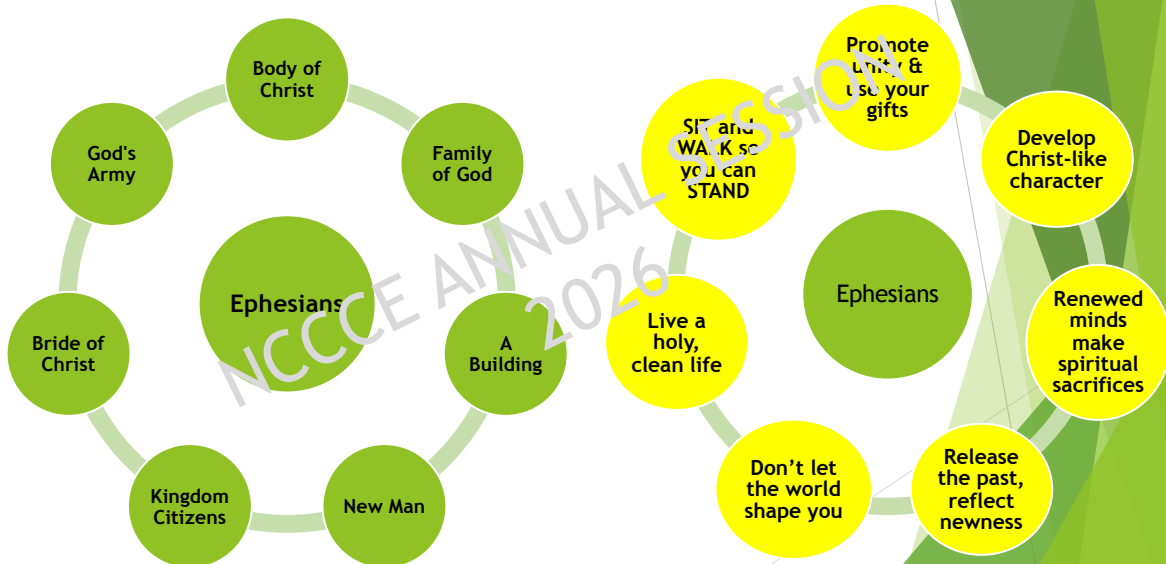 Body of
Christ
Family
of God
A
Building
New Man
Kingdom
Citizens
Bride of
Christ
God's
Army
Ephesians
Promote
unity &
use your
gifts
Develop
Christ-like
character
Renewed
minds
make
spiritual
sacrifices
Release
the past,
reflect
newness
Don't let
the world
shape you
Live a
holy,
clean life
SIT and
WALK so
you can
STAND
Ephesians
NCCCE ANNUAL SESSION
2026